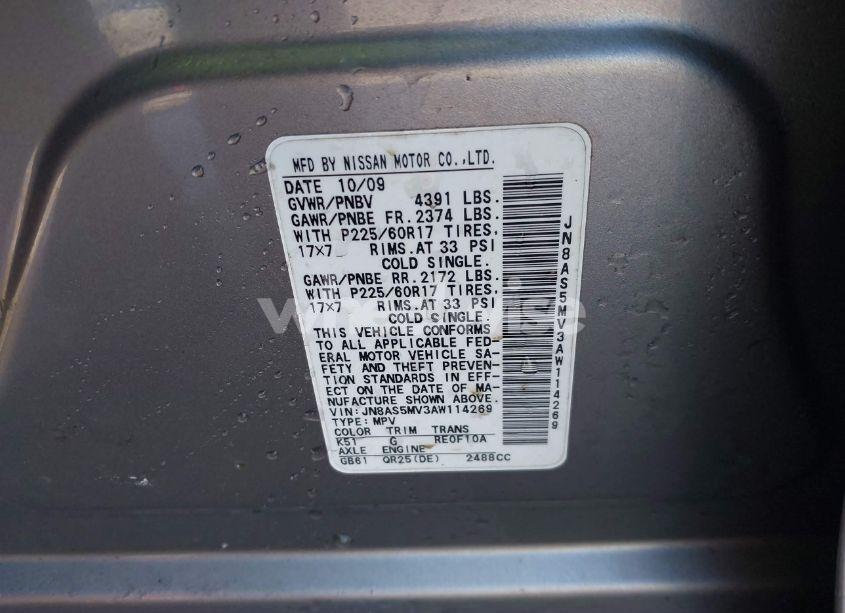 MFD BY NISSAN MOTOR CO.,LTD.
DATE 10/09
GVWR/PNBV 4391 LBS.
GAWR/PNBE FR. 2374 LBS.
WITH P225/60R17 TIRES.
17×7 RIMS.AT 33 PSI
COLD SINGLE.
GAWR/PNBE RR. 2172 LBS.
WITH P225/60R17 TIRES.
17×7 RIMS.AT 33 PSI
COLD SINGLE.
THIS VEHICLE CONFORMS
TO ALL APPLICABLE FED-
ERAL MOTOR VEHICLE SA-
FETY AND THEFT PREVEN-
TION STANDARDS IN EFF-
ECT ON THE DATE OF MA-
NUFACTURE SHOWN ABOVE.
VIN: JN8AS5MV3AW114269
TYPE: MPV
COLOR TRIM TRANS
K51 G RE0F10A
AXLE ENGINE
GB61 QR25(DE) 2488CC
JN8AS5MV3AW114269